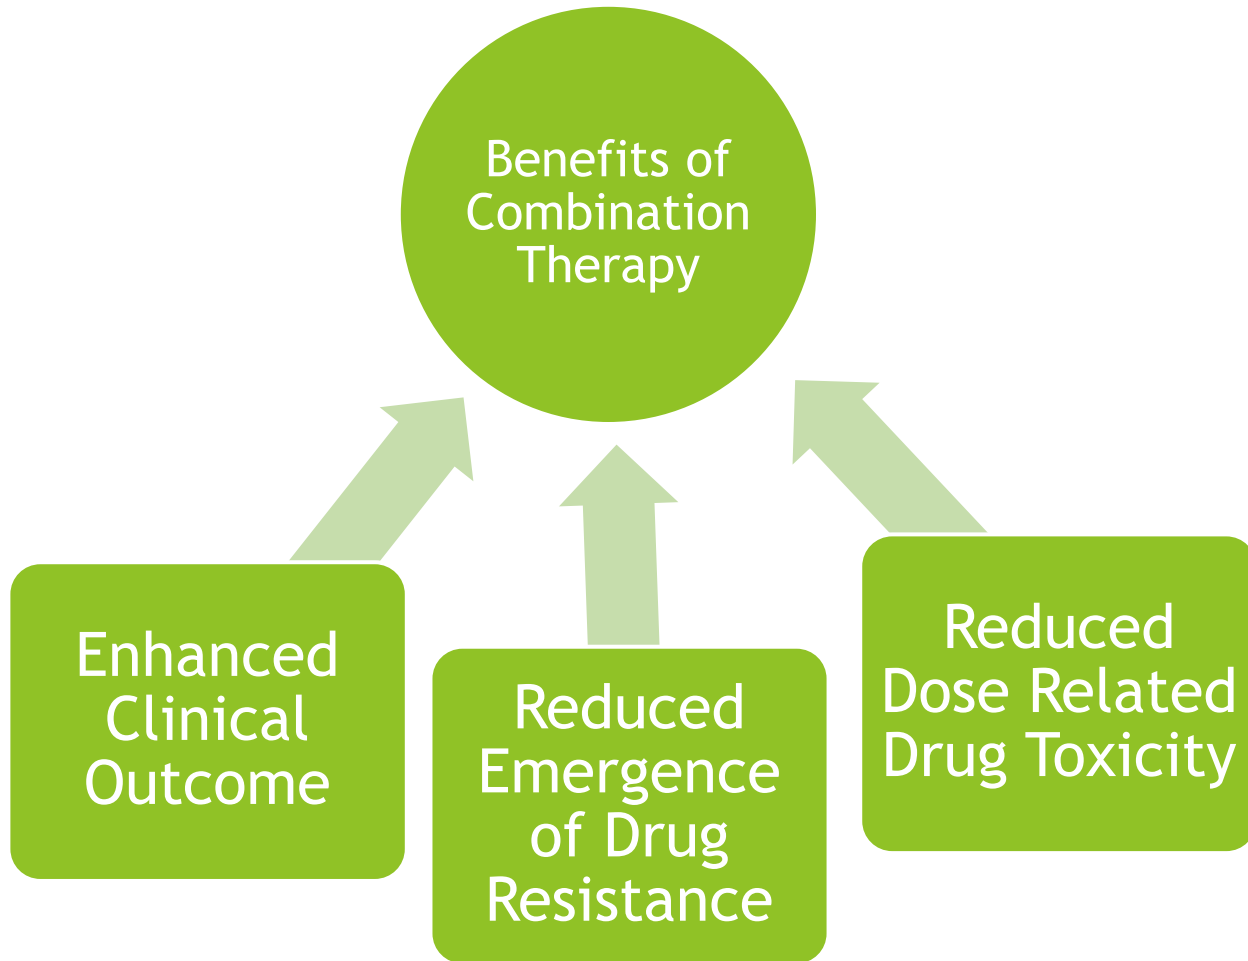 Benefits of
Combination
Therapy
Enhanced
Clinical
Outcome
Reduced
Emergence
of Drug
Resistance
Reduced
Dose Related
Drug Toxicity